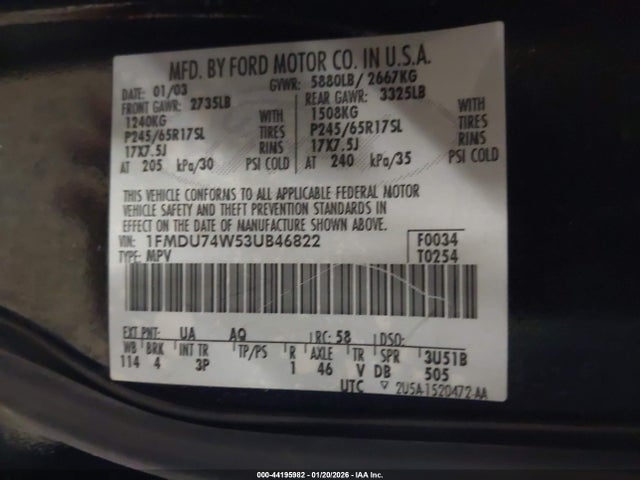 MFD. BY FORD MOTOR CO. IN U.S.A.
DATE: 01/03 GVWR: 5880LB/ 2667KG
FRONT GAWR: 2735LB REAR GAWR: 3325LB
1240KG WITH 1508KG WITH
P245/65R17SL TIRES P245/65R17SL TIRES
17X7.5J RIMS 17X7.5J RIMS
AT 205 kPa/30 PSI COLD AT 240 kPa/35 PSI COLD
THIS VEHICLE CONFORMS TO ALL APPLICABLE FEDERAL MOTOR
VEHICLE SAFETY AND THEFT PREVENTION STANDARDS IN
EFFECT ON THE DATE OF MANUFACTURE SHOWN ABOVE.
VIN: 1FMDU74W53UB46822 F0034
TYPE: MPV T0254
EXT PNT: UA AQ RC: 58 DSO:
WB BRK INT TR TP/PS R AXLE TR SPR 3U51B
114 4 3P 1 46 V DB 505
UTC ▽ 2U5A-1520472-AA
000-44195982 | 01/20/2026 - IAA Inc.